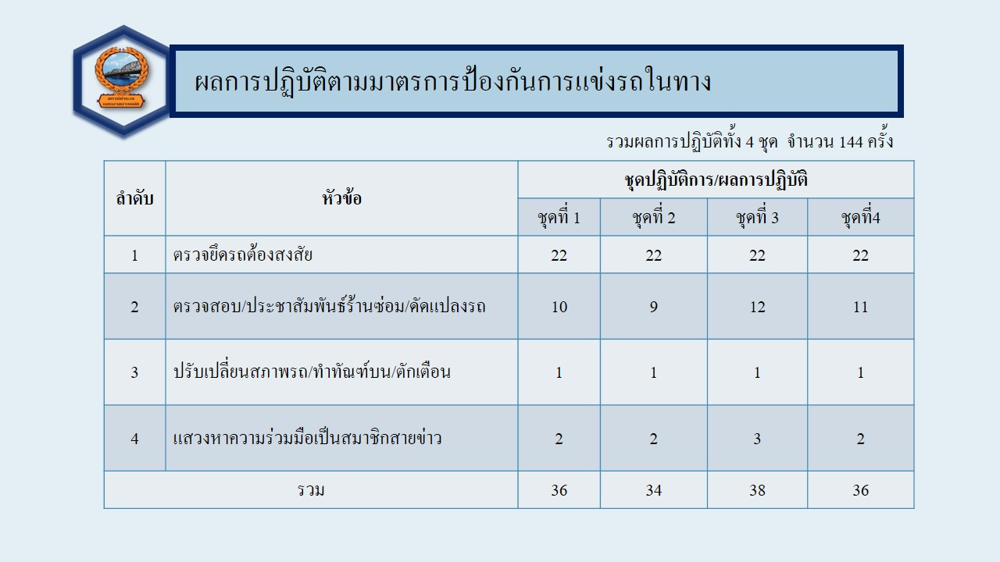 ผลการปฏิบัติตามมาตรการป้องกันการแข่งรถในทาง
รวมผลการปฏิบัติทั้ง 4 ชุด จำนวน 144 ครั้ง
ลำดับ หัวข้อ ชุดปฏิบัติการ/ผลการปฏิบัติ
ชุดที่ 1 ชุดที่ 2 ชุดที่ 3 ชุดที่4
1 ตรวจยึดรถต้องสงสัย 22 22 22 22
2 ตรวจสอบ/ประชาสัมพันธ์ร้านซ่อม/ดัดแปลงรถ 10 9 12 11
3 ปรับเปลี่ยนสภาพรถ/ทำทัณฑ์บน/ตักเตือน 1 1 1 1
4 แสวงหาความร่วมมือเป็นสมาชิกสายข่าว 2 2 3 2
รวม 36 34 38 36